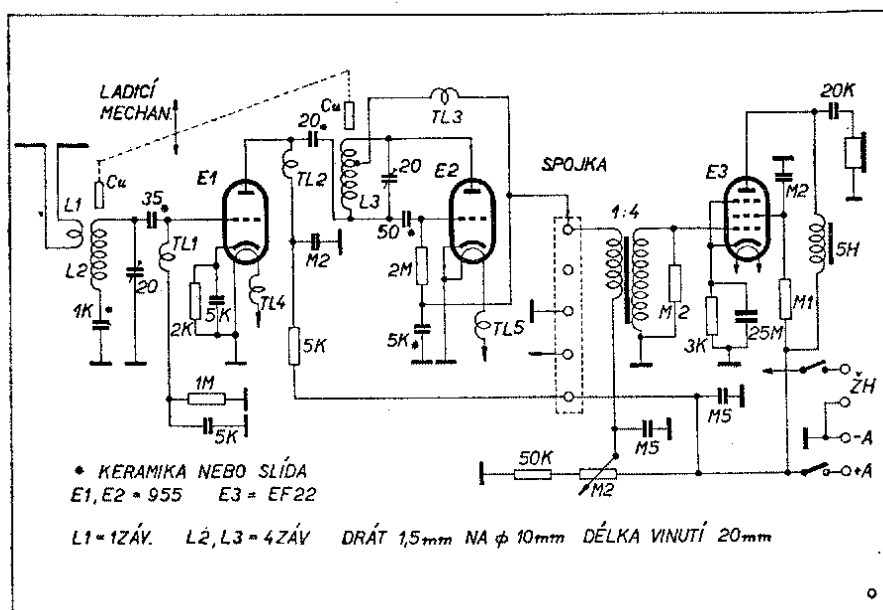 LADICÍ
MECHAN.
Cu
Cu
L1
L2
1K*
35*
20
TL1
E1
2K
5K
TL4
1M
5K
TL2
20*
M2
5K
L3
20
50*
2M
5K*
E2
TL3
TL5
SPOJKA
1:4
M2
E3
3K
25M
M2
M1
20K
5H
M5
M5
50K
M2
ŽH
-A
+A
* KERAMIKA NEBO SLÍDA
E1, E2 = 955 E3 = EF22
L1 = 1ZÁV. L2, L3 = 4ZÁV DRÁT 1,5mm NA ϕ 10mm DÉLKA VINUTÍ 20mm